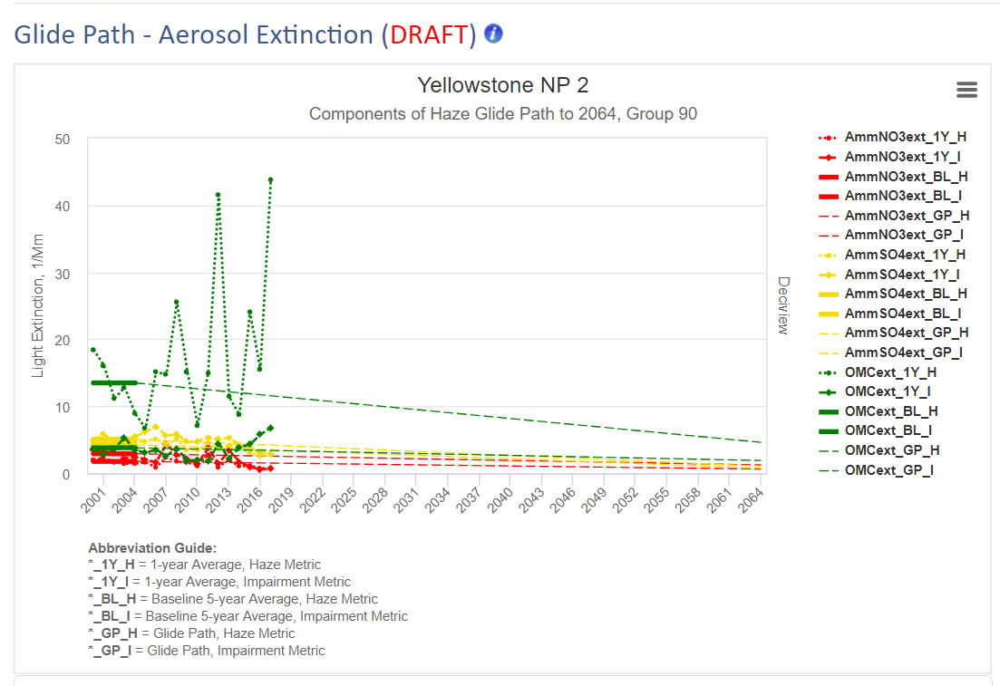 Glide Path - Aerosol Extinction (DRAFT) i
Yellowstone NP 2
Components of Haze Glide Path to 2064, Group 90
50
40
30
20
10
0
Light Extinction, 1/Mm
Deciview
2001
2004
2007
2010
2013
2016
2019
2022
2025
2028
2031
2034
2037
2040
2043
2046
2049
2052
2055
2058
2061
2064
AmmNO3ext_1Y_H
AmmNO3ext_1Y_I
AmmNO3ext_BL_H
AmmNO3ext_BL_I
AmmNO3ext_GP_H
AmmNO3ext_GP_I
AmmSO4ext_1Y_H
AmmSO4ext_1Y_I
AmmSO4ext_BL_H
AmmSO4ext_BL_I
AmmSO4ext_GP_H
AmmSO4ext_GP_I
OMCext_1Y_H
OMCext_1Y_I
OMCext_BL_H
OMCext_BL_I
OMCext_GP_H
OMCext_GP_I
Abbreviation Guide:
*_1Y_H = 1-year Average, Haze Metric
*_1Y_I = 1-year Average, Impairment Metric
*_BL_H = Baseline 5-year Average, Haze Metric
*_BL_I = Baseline 5-year Average, Impairment Metric
*_GP_H = Glide Path, Haze Metric
*_GP_I = Glide Path, Impairment Metric